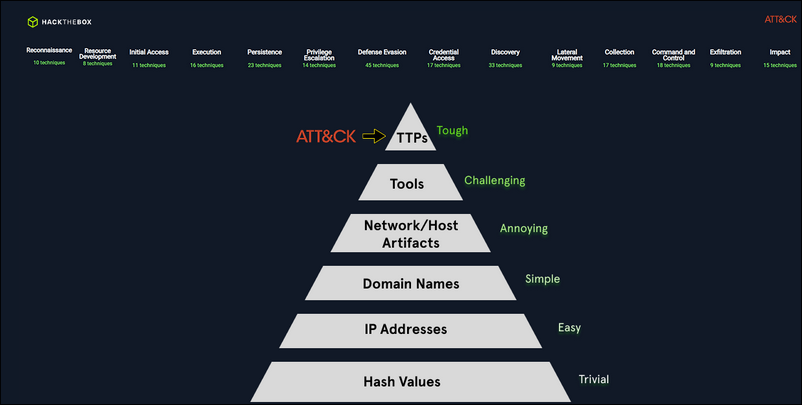 HACKTHEBOX
ATT&CK
Reconnaissance
10 techniques
Resource
Development
8 techniques
Initial Access
11 techniques
Execution
16 techniques
Persistence
23 techniques
Privilege
Escalation
14 techniques
Defense Evasion
45 techniques
Credential
Access
17 techniques
Discovery
33 techniques
Lateral
Movement
9 techniques
Collection
17 techniques
Command and
Control
18 techniques
Exfiltration
9 techniques
Impact
15 techniques
ATT&CK
TTPs
Tough
Tools
Challenging
Network/Host
Artifacts
Annoying
Domain Names
Simple
IP Addresses
Easy
Hash Values
Trivial